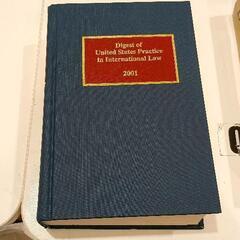 Digest of
United States Practice
in International Law
2001